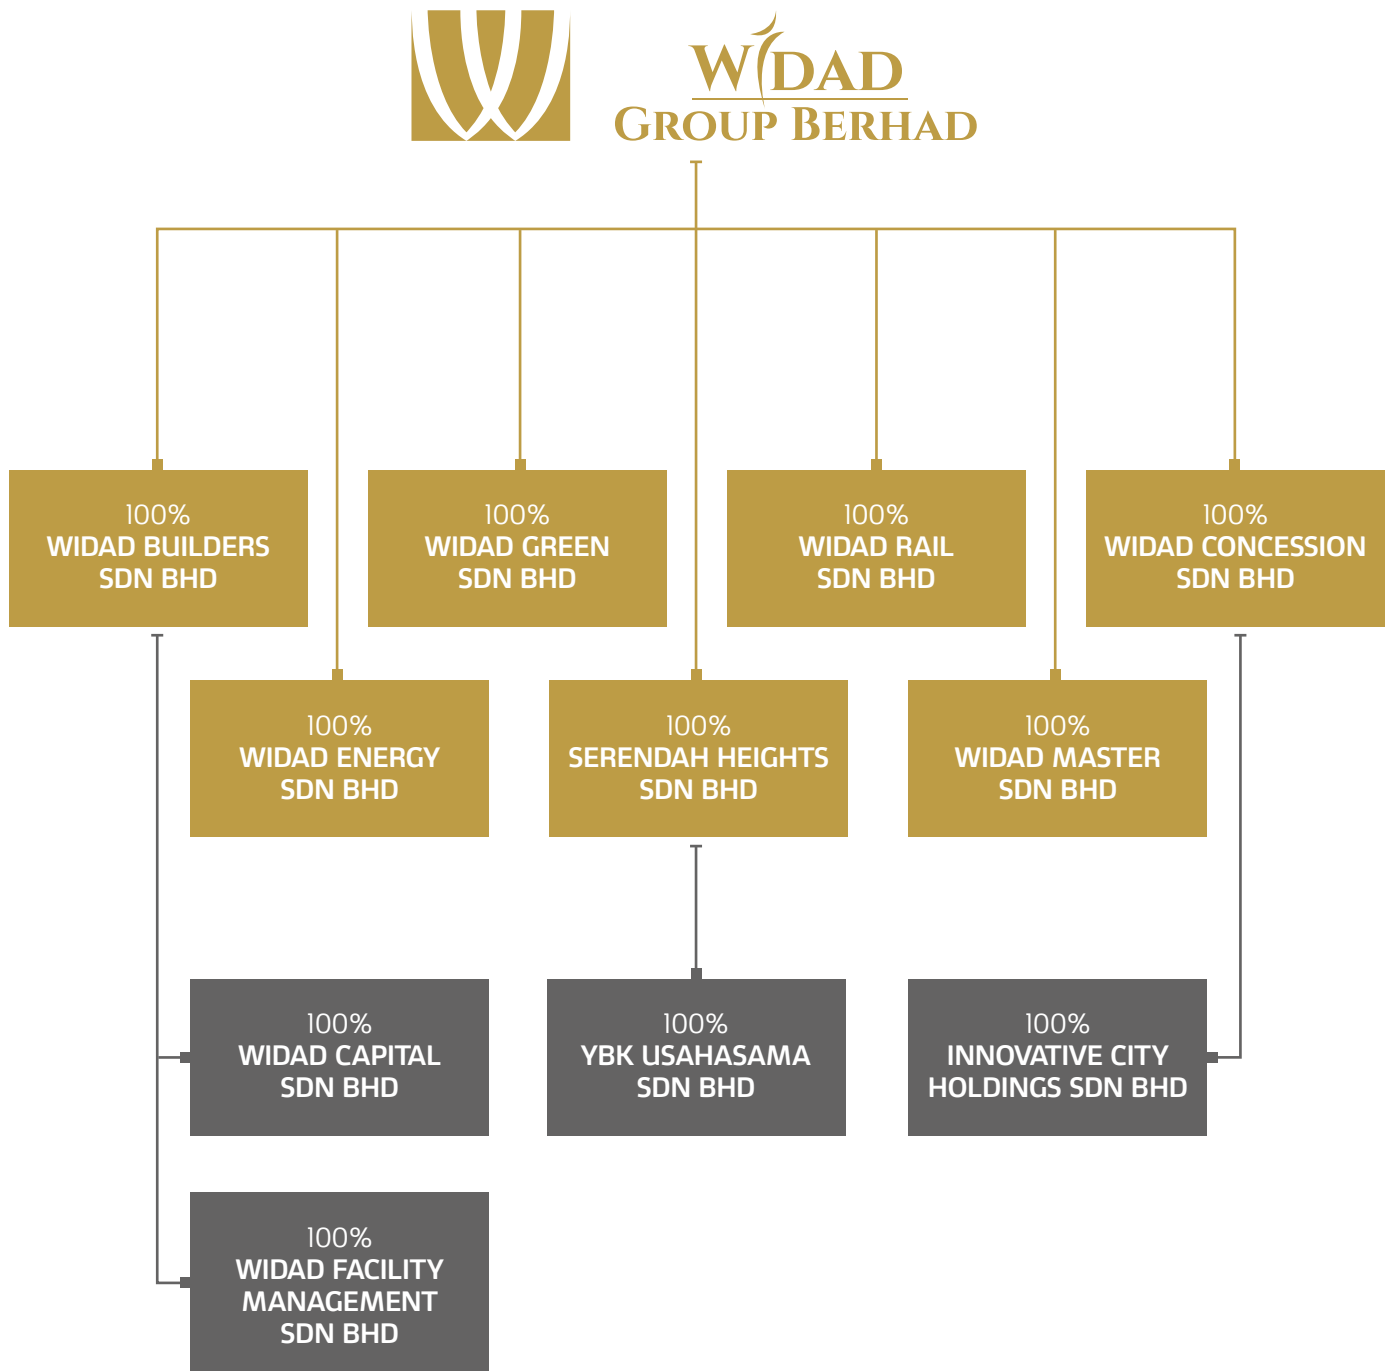 WIDAD
GROUP BERHAD
100%
WIDAD BUILDERS
SDN BHD
100%
WIDAD GREEN
SDN BHD
100%
WIDAD RAIL
SDN BHD
100%
WIDAD CONCESSION
SDN BHD
100%
WIDAD ENERGY
SDN BHD
100%
SERENDAH HEIGHTS
SDN BHD
100%
WIDAD MASTER
SDN BHD
100%
WIDAD CAPITAL
SDN BHD
100%
YBK USAHASAMA
SDN BHD
100%
INNOVATIVE CITY
HOLDINGS SDN BHD
100%
WIDAD FACILITY
MANAGEMENT
SDN BHD